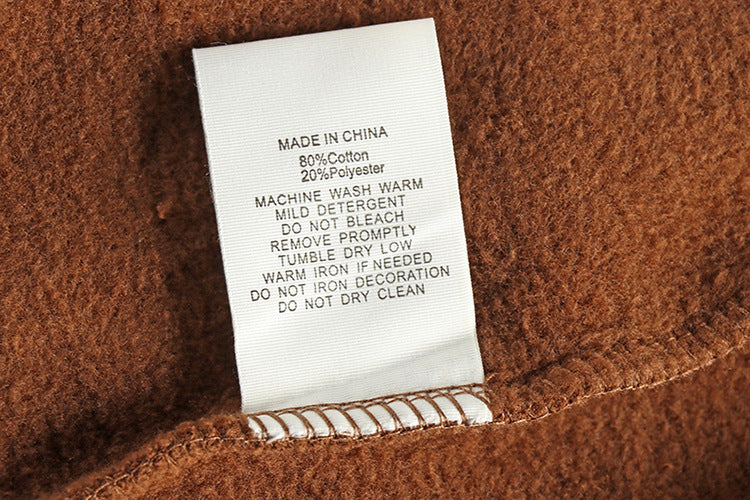 MADE IN CHINA
80%Cotton
20%Polyester
MACHINE WASH WARM
MILD DETERGENT
DO NOT BLEACH
REMOVE PROMPTLY
TUMBLE DRY LOW
WARM IRON IF NEEDED
DO NOT IRON DECORATION
DO NOT DRY CLEAN